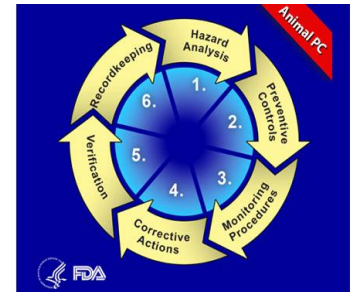 Animal PC
Hazard
Analysis
1.
Preventive
Controls
2.
Monitoring
Procedures
3.
Corrective
Actions
4.
Verification
5.
Recordkeeping
6.
FDA